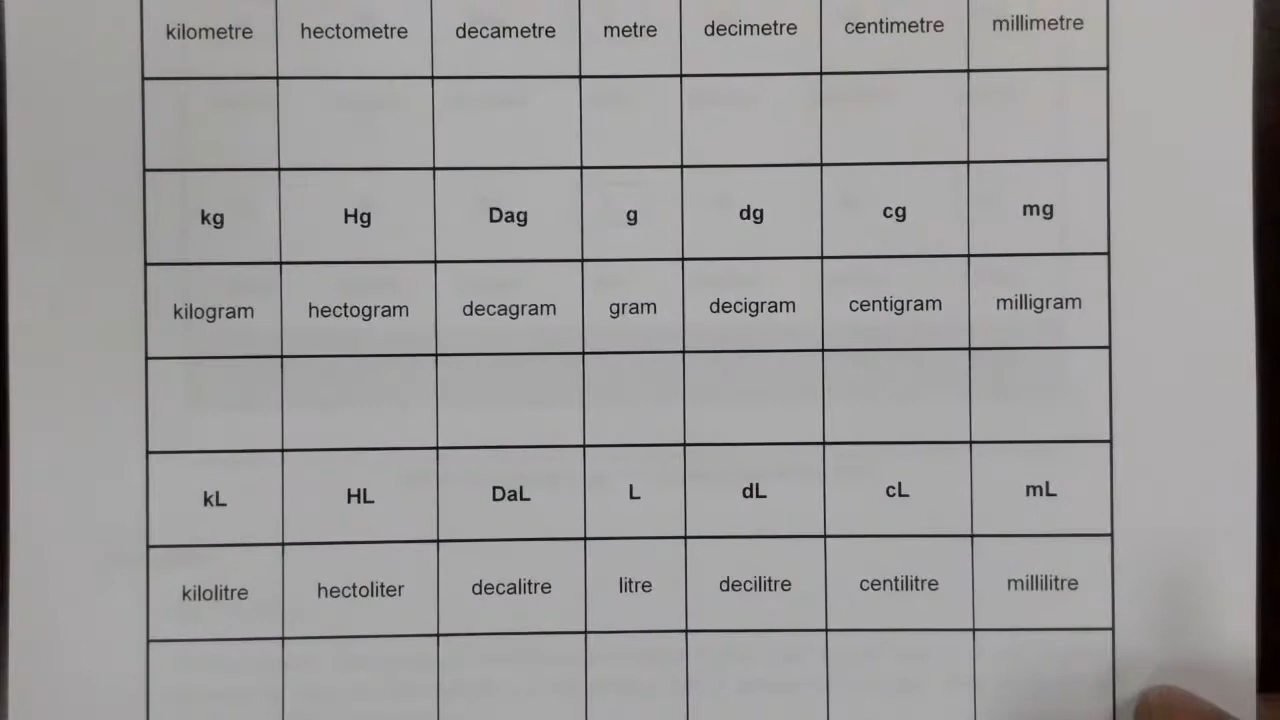 kilometre hectometre decametre metre decimetre centimetre millimetre
kg Hg Dag g dg cg mg
kilogram hectogram decagram gram decigram centigram milligram
kL HL DaL L dL cL mL
kilolitre hectoliter decalitre litre decilitre centilitre millilitre